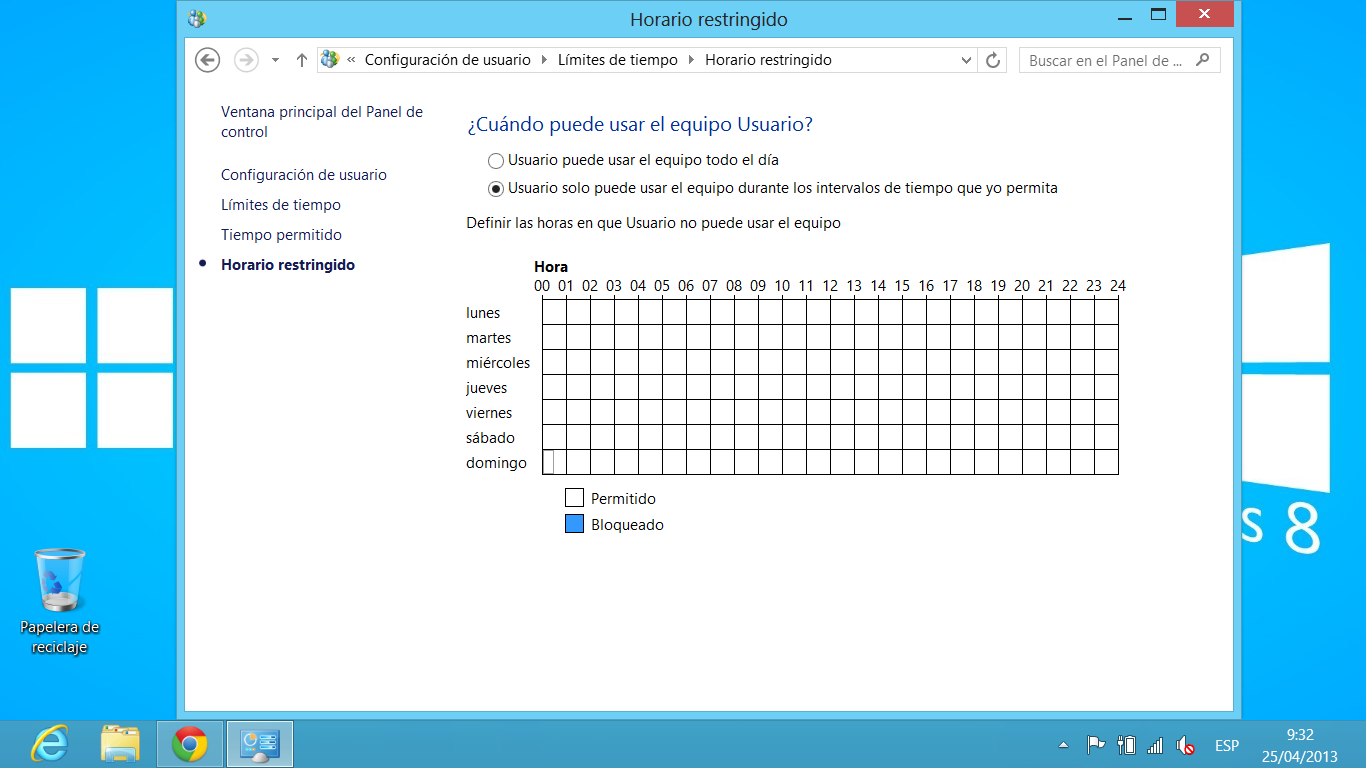 Horario restringido
« Configuración de usuario Límites de tiempo Horario restringido
Buscar en el Panel de ...
Ventana principal del Panel de
control
Configuración de usuario
Límites de tiempo
Tiempo permitido
Horario restringido
¿Cuándo puede usar el equipo Usuario?
Usuario puede usar el equipo todo el día
Usuario solo puede usar el equipo durante los intervalos de tiempo que yo permita
Definir las horas en que Usuario no puede usar el equipo
Hora
00 01 02 03 04 05 06 07 08 09 10 11 12 13 14 15 16 17 18 19 20 21 22 23 24
lunes
martes
miércoles
jueves
viernes
sábado
domingo
Permitido
Bloqueado
s 8
Papelera de
reciclaje
ESP
9:32
25/04/2013